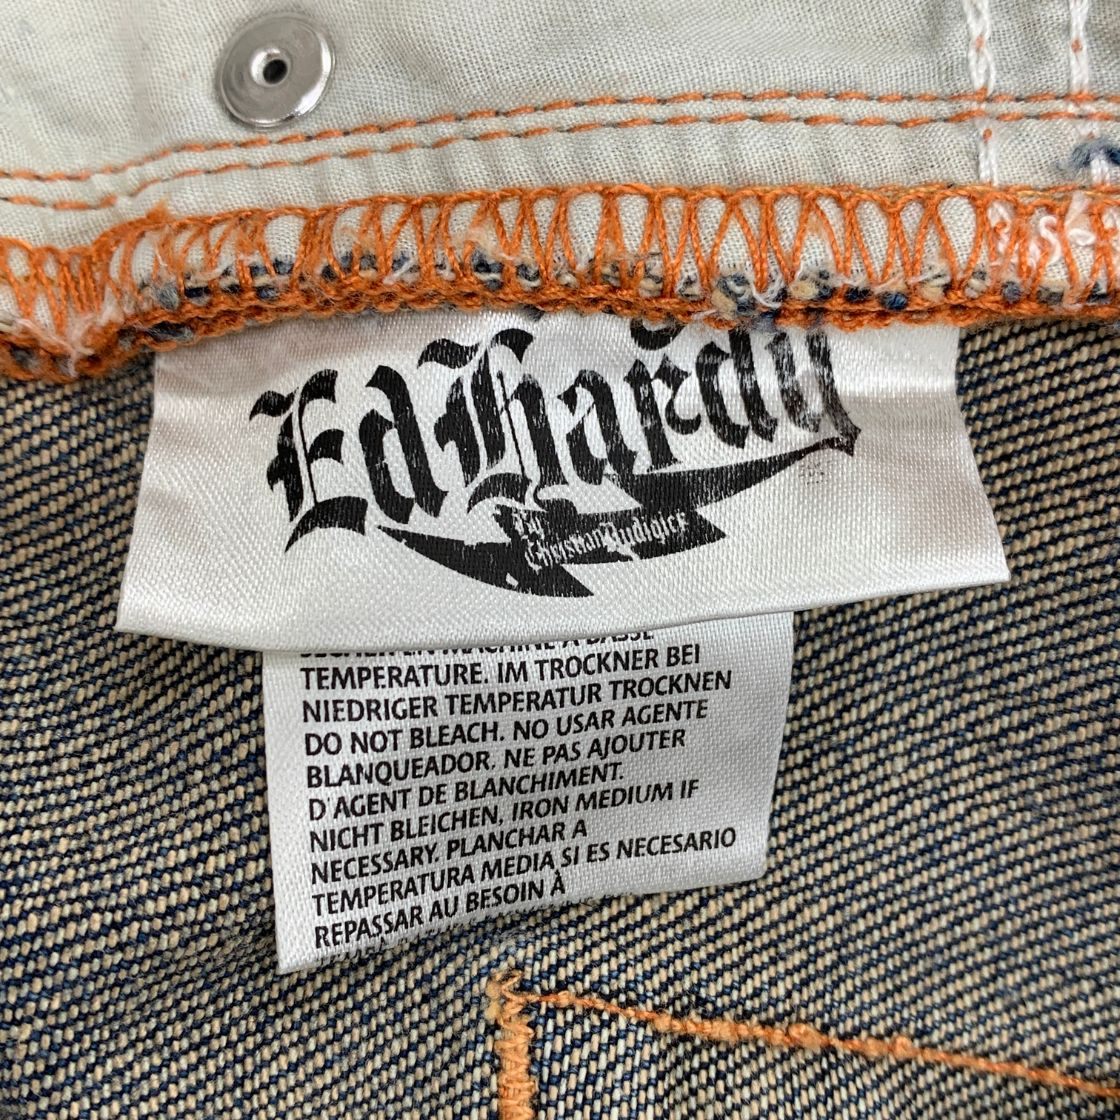 Ed Hardy
By
Christian Audigier
TEMPERATURE. IM TROCKNER BEI
NIEDRIGER TEMPERATUR TROCKNEN
DO NOT BLEACH. NO USAR AGENTE
BLANQUEADOR. NE PAS AJOUTER
D'AGENT DE BLANCHIMENT.
NICHT BLEICHEN, IRON MEDIUM IF
NECESSARY. PLANCHAR A
TEMPERATURA MEDIA SI ES NECESARIO
REPASSAR AU BESOIN À